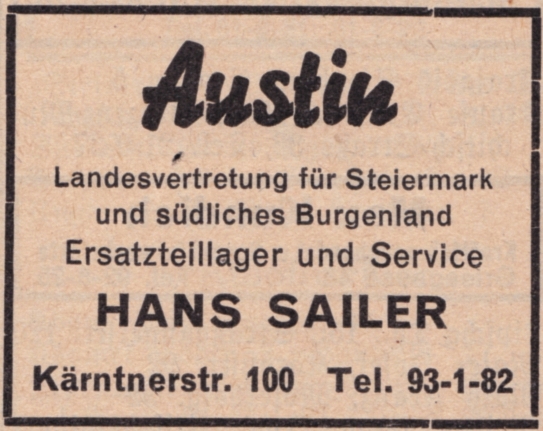 Austin
Landesvertretung für Steiermark
und südliches Burgenland
Ersatzteillager und Service
HANS SAILER
Kärntnerstr. 100 Tel. 93-1-82